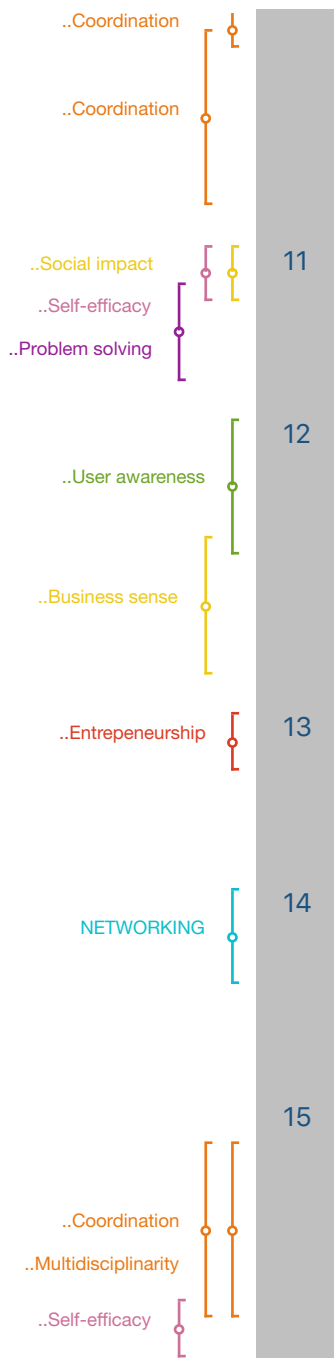 ..Coordination
..Coordination
..Social impact
11
..Self-efficacy
..Problem solving
12
..User awareness
..Business sense
13
..Entrepeneurship
14
NETWORKING
15
..Coordination
..Multidisciplinarity
..Self-efficacy